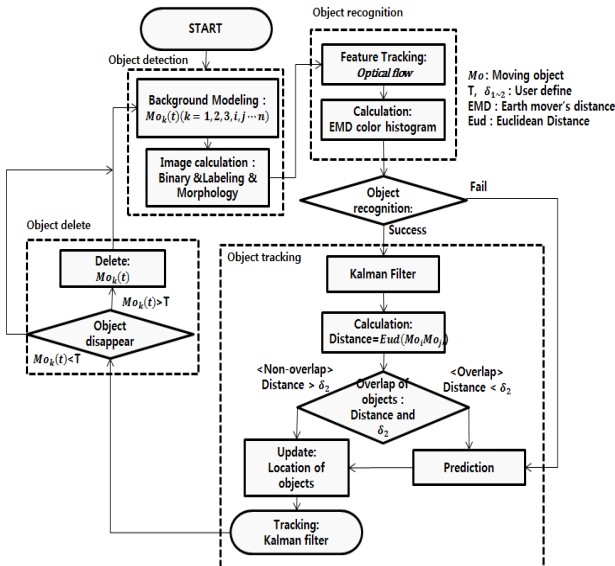 Object recognition
START
Object detection
Feature Tracking:
Optical flow
Mo : Moving object
T, δ₁~₂ : User define
EMD : Earth mover's distance
Eud : Euclidean Distance
Background Modeling :
Moₖ(t)(k = 1,2,3,i,j⋯n)
Calculation:
EMD color histogram
Image calculation :
Binary &Labeling &
Morphology
Object
recognition:
Fail
Success
Object delete
Object tracking
Delete:
Moₖ(t)
Kalman Filter
Moₖ(t)>T
Object
disappear
Moₖ(t)<T
Calculation:
Distance=Eud(MoᵢMoⱼ)
<Non-overlap>
Distance > δ₂
Overlap of
objects :
Distance and
δ₂
<Overlap>
Distance < δ₂
Update:
Location of
objects
Prediction
Tracking:
Kalman filter